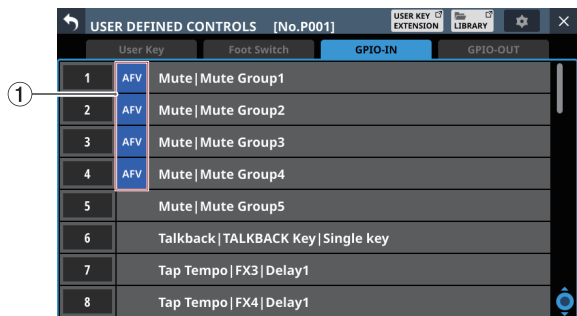 USER DEFINED CONTROLS [No.P001] USER KEY EXTENSION LIBRARY
User Key Foot Switch GPIO-IN GPIO-OUT
1 AFV Mute|Mute Group1
① 2 AFV Mute|Mute Group2
3 AFV Mute|Mute Group3
4 AFV Mute|Mute Group4
5 Mute|Mute Group5
6 Talkback|TALKBACK Key|Single key
7 Tap Tempo|FX3|Delay1
8 Tap Tempo|FX4|Delay1